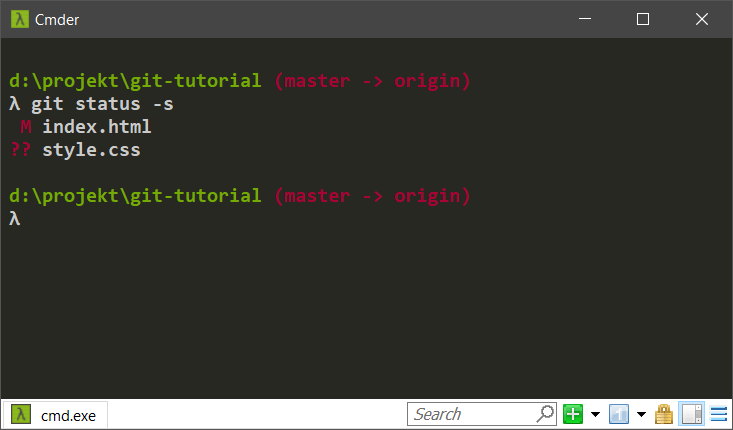 Cmder
d:\projekt\git-tutorial (master -> origin)
λ git status -s
 M index.html
?? style.css
d:\projekt\git-tutorial (master -> origin)
λ
λ cmd.exe
Search